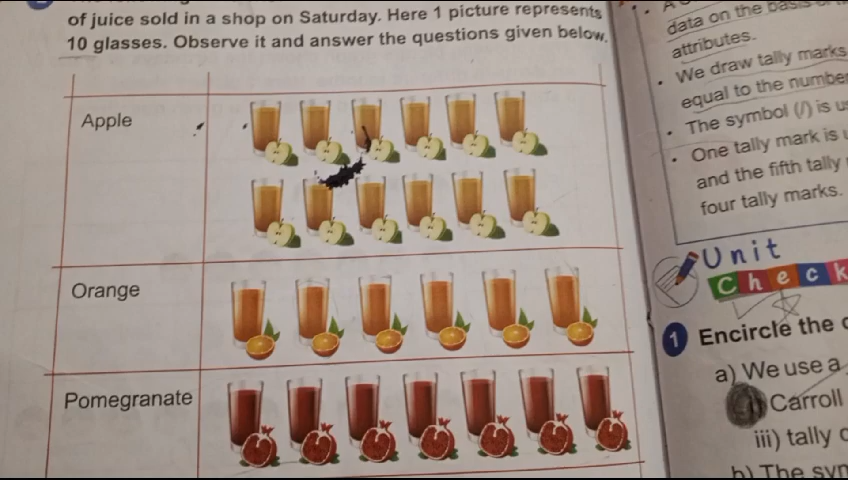 of juice sold in a shop on Saturday. Here 1 picture represents
10 glasses. Observe it and answer the questions given below.
Apple
Orange
Pomegranate
data on the basis
attributes.
• We draw tally marks
equal to the number
• The symbol (/) is
• One tally mark is
and the fifth tally
four tally marks.
Unit
Check
1 Encircle the
a) We use a
Carroll
iii) tally
b) The